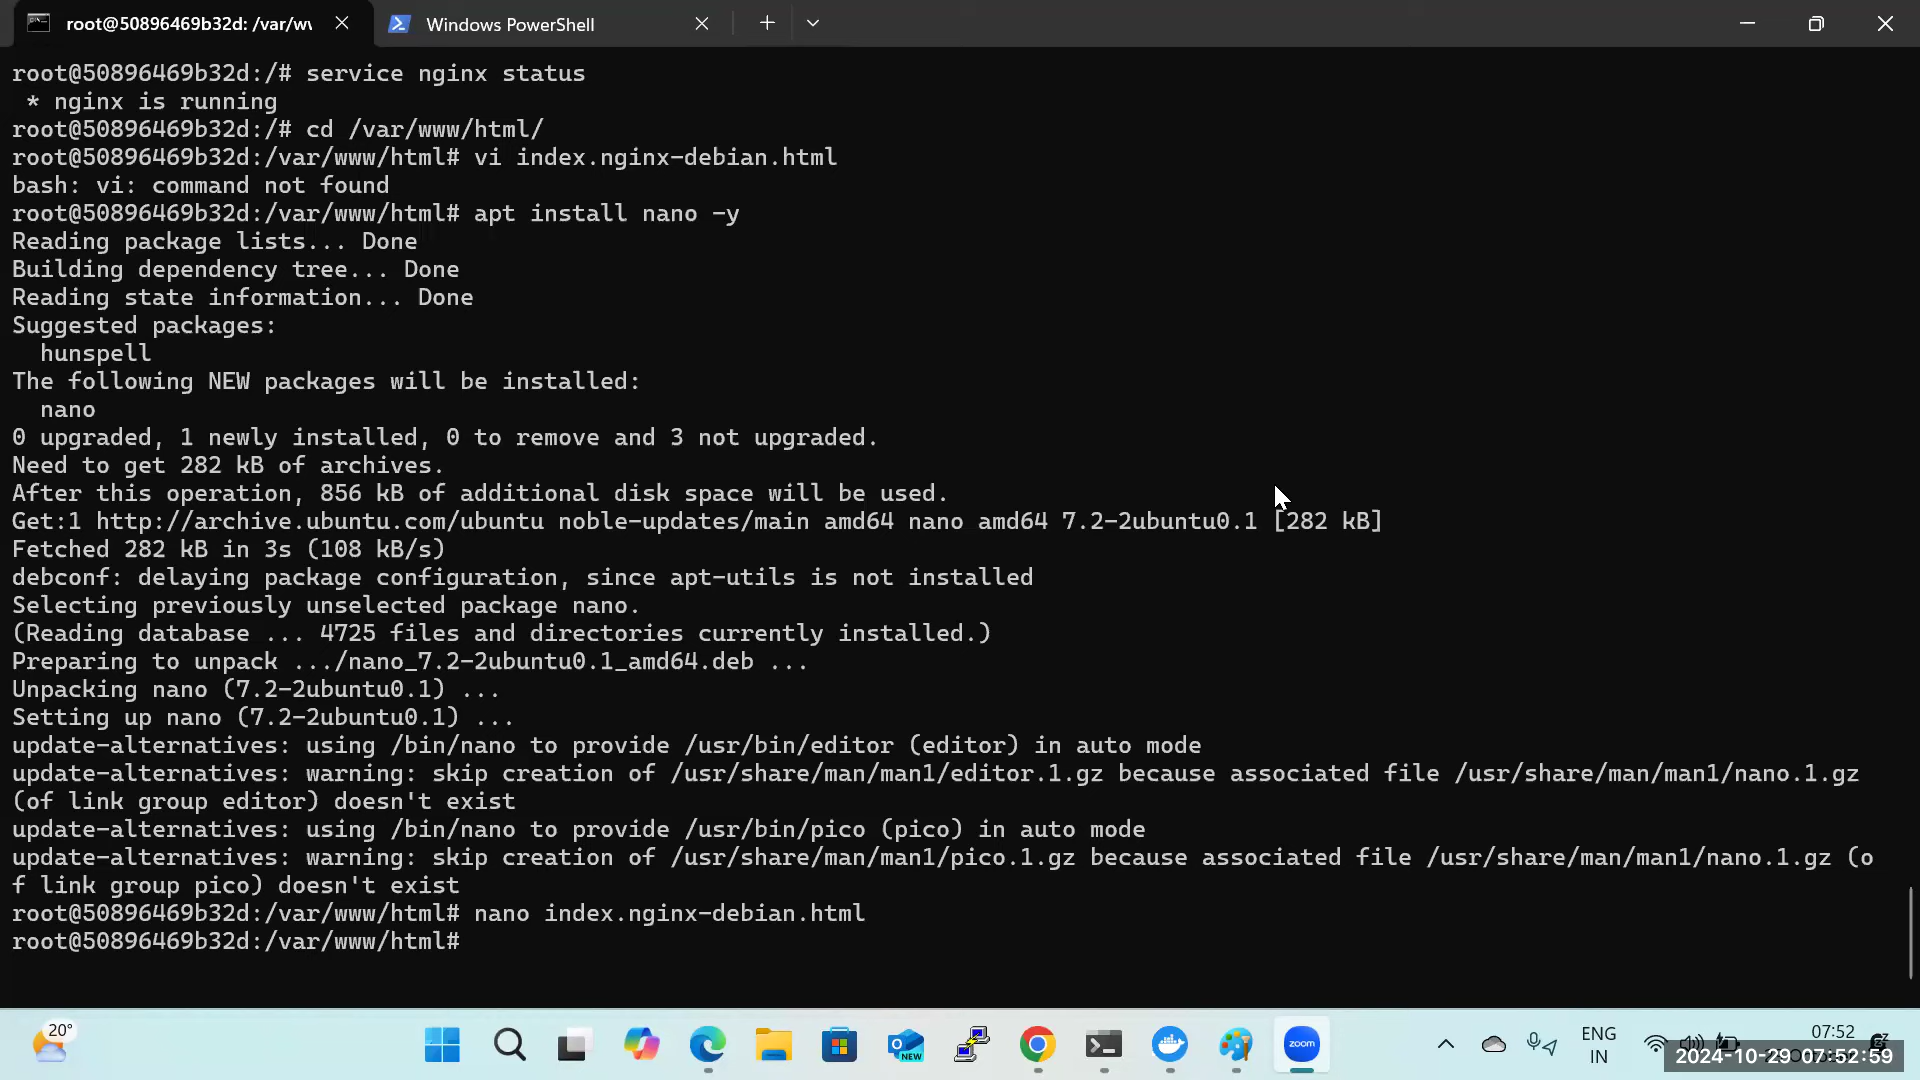 root@50896469b32d: /var/w
Windows PowerShell
root@50896469b32d:/# service nginx status
 * nginx is running
root@50896469b32d:/# cd /var/www/html/
root@50896469b32d:/var/www/html# vi index.nginx-debian.html
bash: vi: command not found
root@50896469b32d:/var/www/html# apt install nano -y
Reading package lists... Done
Building dependency tree... Done
Reading state information... Done
Suggested packages:
  hunspell
The following NEW packages will be installed:
  nano
0 upgraded, 1 newly installed, 0 to remove and 3 not upgraded.
Need to get 282 kB of archives.
After this operation, 856 kB of additional disk space will be used.
Get:1 http://archive.ubuntu.com/ubuntu noble-updates/main amd64 nano amd64 7.2-2ubuntu0.1 [282 kB]
Fetched 282 kB in 3s (108 kB/s)
debconf: delaying package configuration, since apt-utils is not installed
Selecting previously unselected package nano.
(Reading database ... 4725 files and directories currently installed.)
Preparing to unpack .../nano_7.2-2ubuntu0.1_amd64.deb ...
Unpacking nano (7.2-2ubuntu0.1) ...
Setting up nano (7.2-2ubuntu0.1) ...
update-alternatives: using /bin/nano to provide /usr/bin/editor (editor) in auto mode
update-alternatives: warning: skip creation of /usr/share/man/man1/editor.1.gz because associated file /usr/share/man/man1/nano.1.gz
(of link group editor) doesn't exist
update-alternatives: using /bin/nano to provide /usr/bin/pico (pico) in auto mode
update-alternatives: warning: skip creation of /usr/share/man/man1/pico.1.gz because associated file /usr/share/man/man1/nano.1.gz (o
f link group pico) doesn't exist
root@50896469b32d:/var/www/html# nano index.nginx-debian.html
root@50896469b32d:/var/www/html#
20°
NEW
zoom
ENG
IN
07:52
2024-10-29 07:52:59